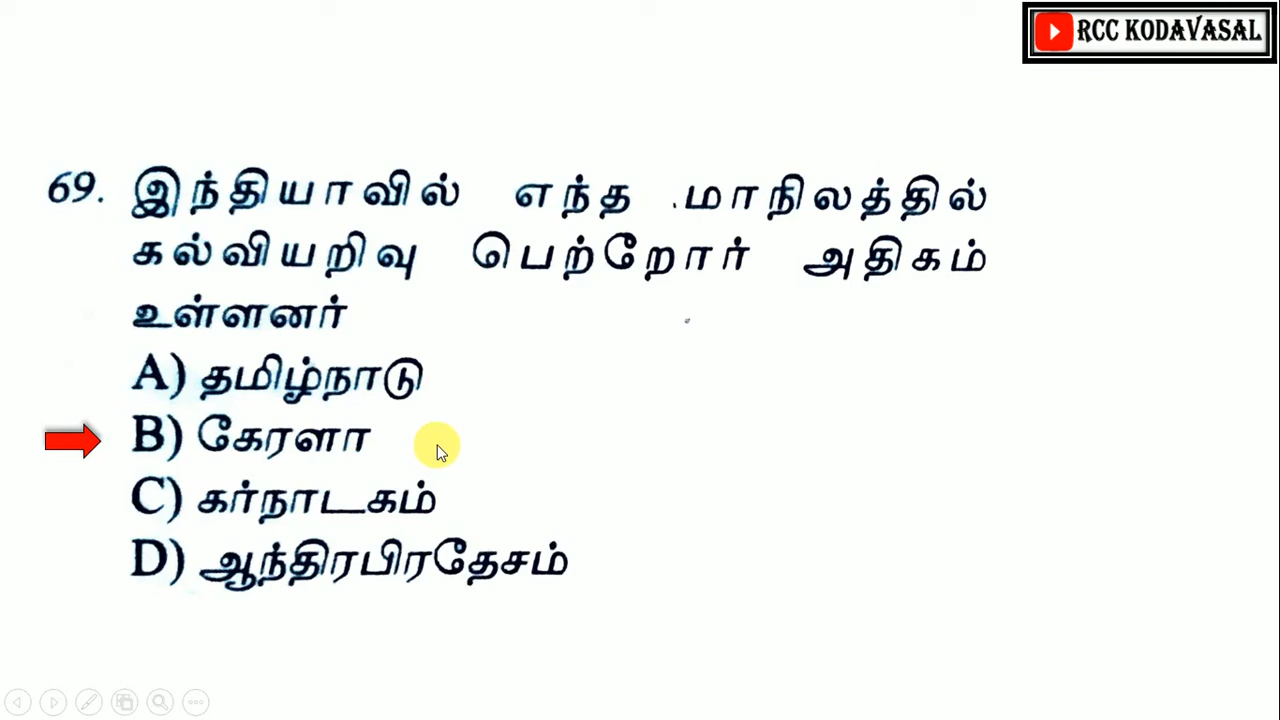 RCC KODAVASAL
69. இந்தியாவில் எந்த மாநிலத்தில்
கல்வியறிவு பெற்றோர் அதிகம்
உள்ளனர்
A) தமிழ்நாடு
B) கேரளா
C) கர்நாடகம்
D) ஆந்திரபிரதேசம்